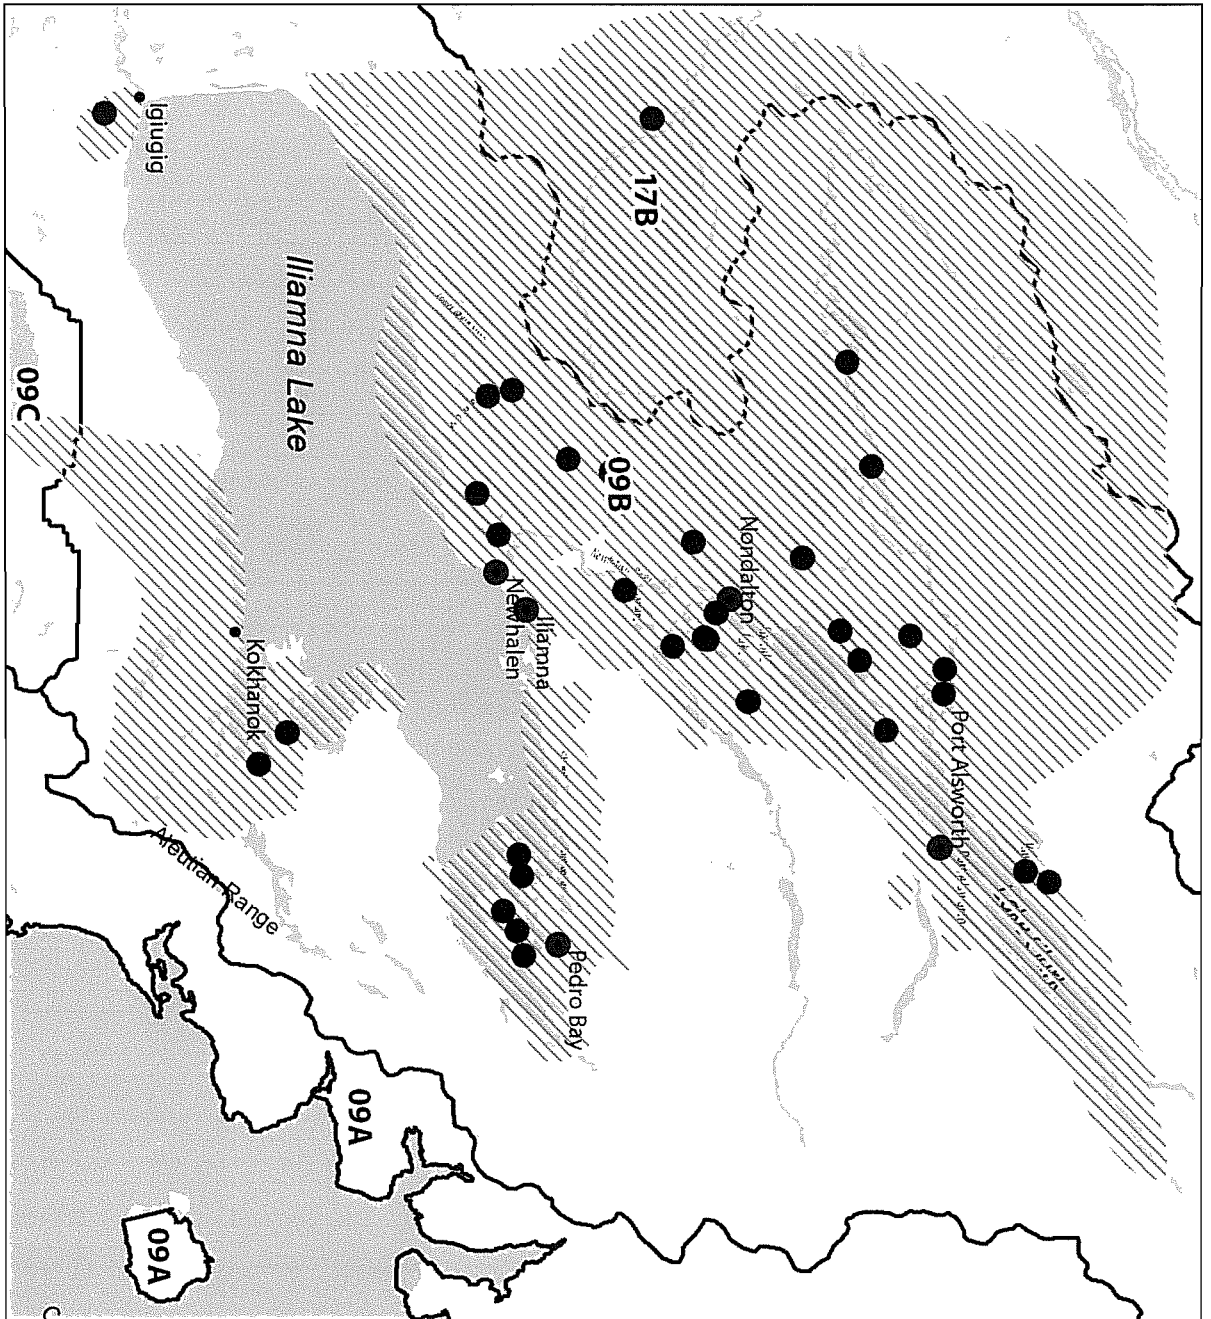 Igiugig
17B
Iliamna Lake
09C
09B
Nondalton
Newhalen
Iliamna
Kokhanok
Port Alsworth
Aleutian Range
Pedro Bay
09A
09A